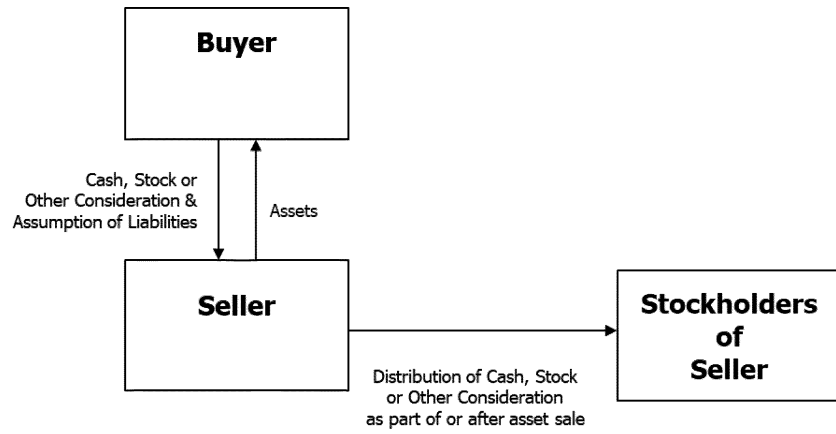 Buyer
Cash, Stock or
Other Consideration &
Assumption of Liabilities
Assets
Seller
Stockholders
of
Seller
Distribution of Cash, Stock
or Other Consideration
as part of or after asset sale